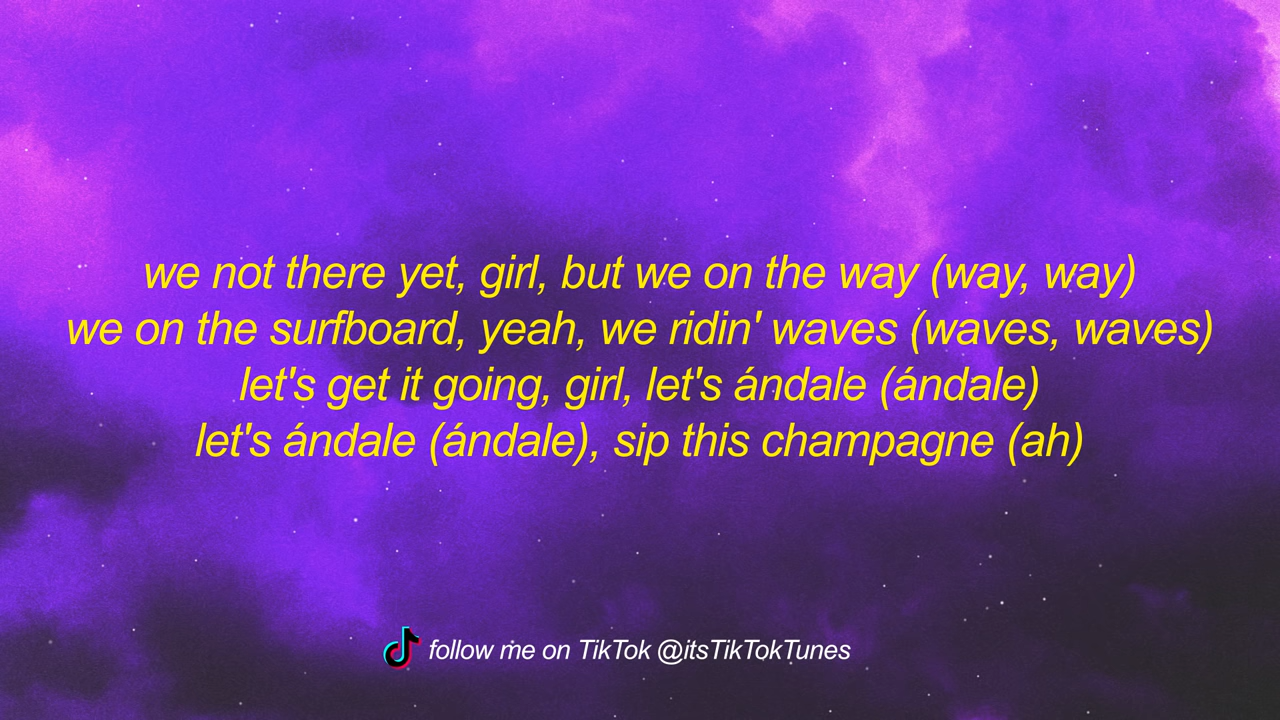 we not there yet, girl, but we on the way (way, way)
we on the surfboard, yeah, we ridin' waves (waves, waves)
let's get it going, girl, let's ándale (ándale)
let's ándale (ándale), sip this champagne (ah)
follow me on TikTok @itsTikTokTunes